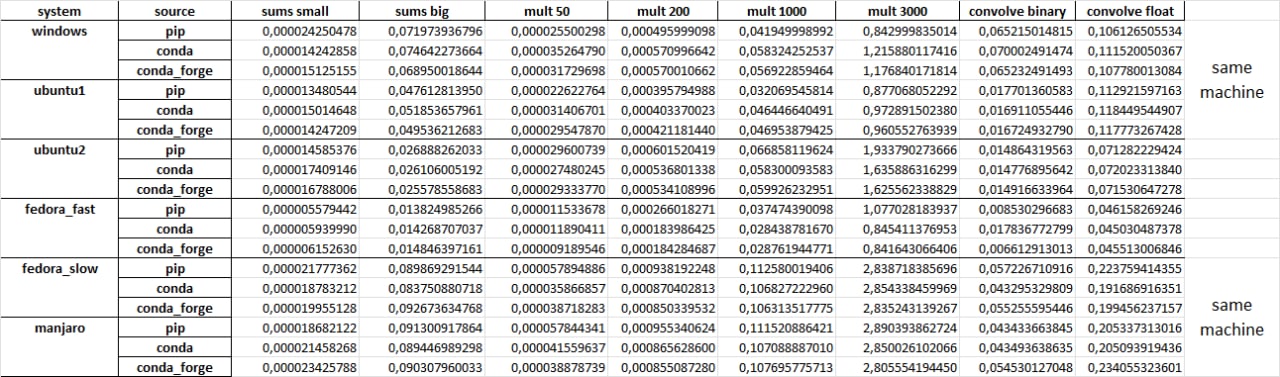 system source sums small sums big mult 50 mult 200 mult 1000 mult 3000 convolve binary convolve float
windows pip 0,000024250478 0,071973936796 0,000025500298 0,000495999098 0,041949998992 0,842999835014 0,065215014815 0,106126505534
conda 0,000014242858 0,074642273664 0,000035264790 0,000570996642 0,058324252537 1,215880117416 0,070002491474 0,111520050367
conda_forge 0,000015125155 0,068950018644 0,000031729698 0,000570010662 0,056922859464 1,176840171814 0,065232491493 0,107780013084
same
machine
ubuntu1 pip 0,000013480544 0,047612813950 0,000022622764 0,000395794988 0,032069545814 0,877068052292 0,017701360583 0,112921597163
conda 0,000015014648 0,051853657961 0,000031406701 0,000403370023 0,046446640491 0,972891502380 0,016911055446 0,118449544907
conda_forge 0,000014247209 0,049536212683 0,000029547870 0,000421181440 0,046953879425 0,960552763939 0,016724932790 0,117773267428
ubuntu2 pip 0,000014585376 0,026888262033 0,000029600739 0,000601520419 0,066858119624 1,933790273666 0,014864319563 0,071282229424
conda 0,000017409146 0,026106005192 0,000027480245 0,000536801338 0,058300093583 1,635886316299 0,014776895642 0,072023313840
conda_forge 0,000016788006 0,025578558683 0,000029333770 0,000534108996 0,059926232951 1,625562338829 0,014916633964 0,071530647278
fedora_fast pip 0,000005579442 0,013824985266 0,000011533678 0,000266018271 0,037474390098 1,077028183937 0,008530296683 0,046158269246
conda 0,000005939990 0,014268707037 0,000011890411 0,000183986425 0,028438781670 0,845411376953 0,017836772799 0,045030487378
conda_forge 0,000006152630 0,014846397161 0,000009189546 0,000184284687 0,028761944771 0,841643066406 0,006612913013 0,045513006846
fedora_slow pip 0,000021777362 0,089869291544 0,000057894886 0,000938192248 0,112580019406 2,838718385696 0,057226710916 0,223759414355
conda 0,000018783212 0,083750880718 0,000035866857 0,000870402813 0,106827222960 2,854338459969 0,043295329809 0,191686916351
conda_forge 0,000019955128 0,092673634768 0,000038718283 0,000850339532 0,106313517775 2,835243139267 0,055255595446 0,199456237157
same
machine
manjaro pip 0,000018682122 0,091300917864 0,000057844341 0,000955340624 0,111520886421 2,890393862724 0,043433663845 0,205337313016
conda 0,000021458268 0,089446989298 0,000041559637 0,000865628600 0,107088887010 2,850026102066 0,043493638635 0,205093919436
conda_forge 0,000023425788 0,090307960033 0,000038878739 0,000855087280 0,107695775713 2,805554194450 0,054530127048 0,234055323601